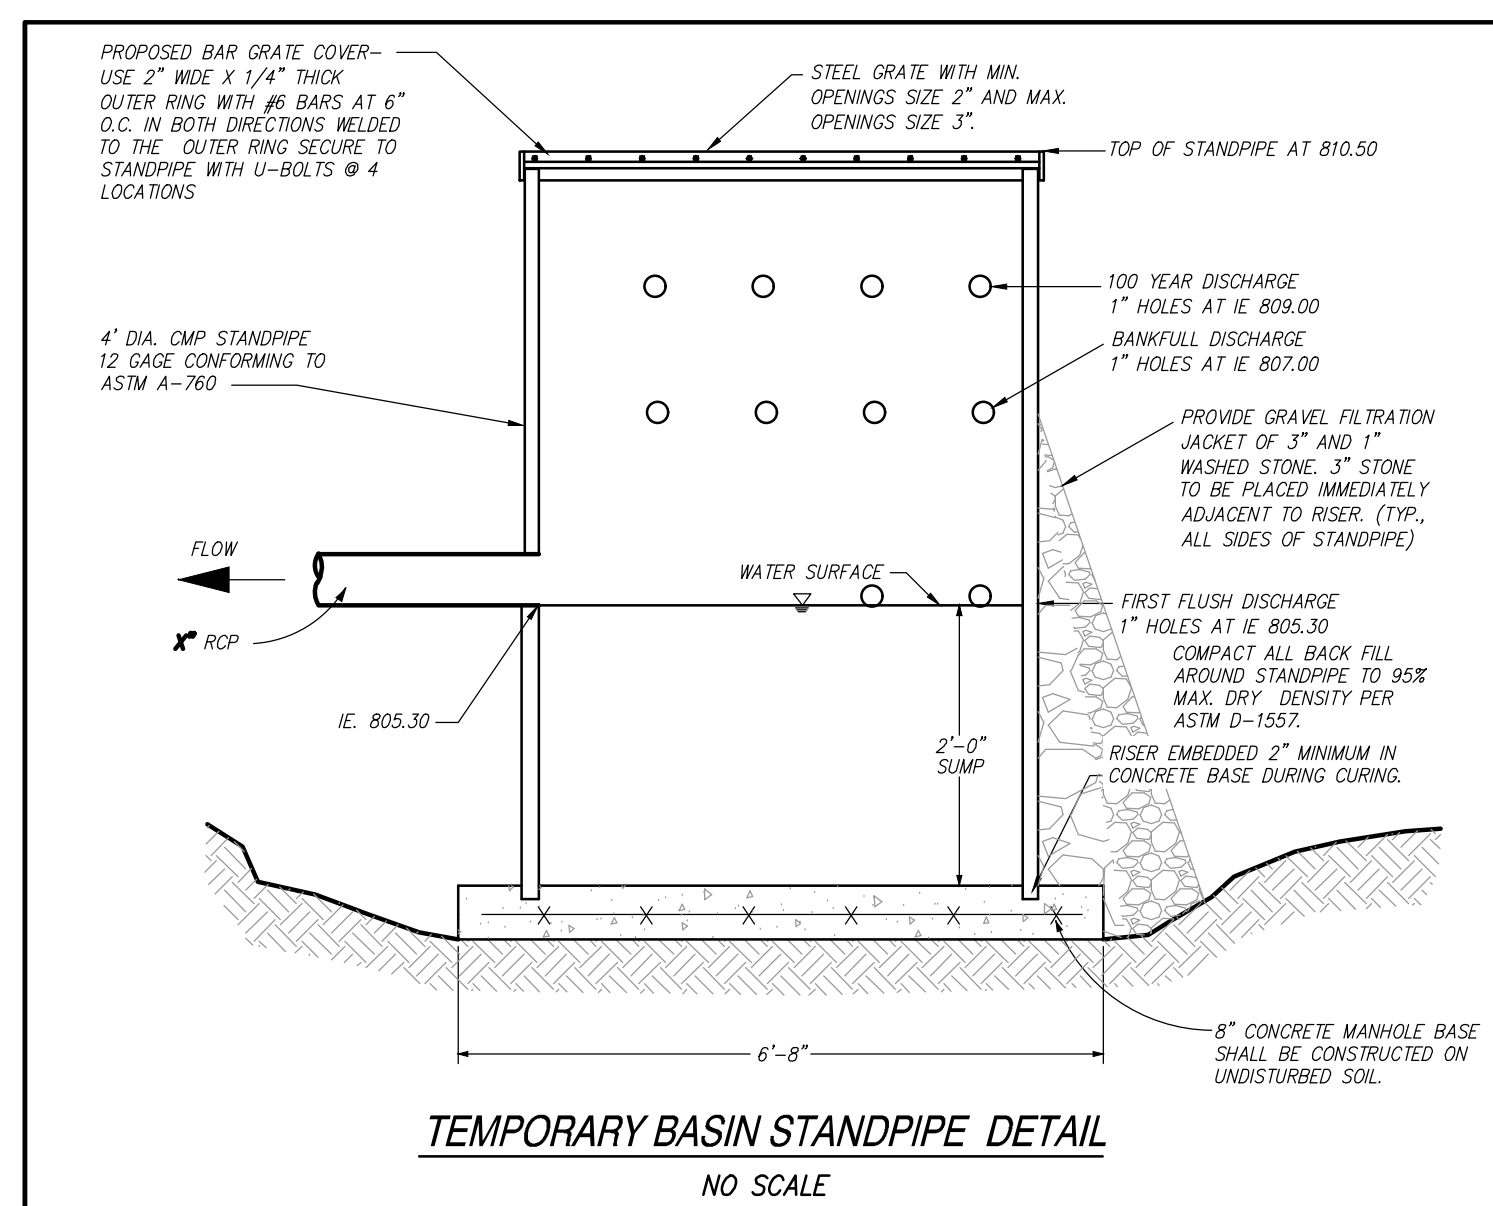 PROPOSED BAR GRATE COVER–
USE 2" WIDE X 1/4" THICK
OUTER RING WITH #6 BARS AT 6"
O.C. IN BOTH DIRECTIONS WELDED
TO THE OUTER RING SECURE TO
STANDPIPE WITH U–BOLTS @ 4
LOCATIONS
STEEL GRATE WITH MIN.
OPENINGS SIZE 2" AND MAX.
OPENINGS SIZE 3".
TOP OF STANDPIPE AT 810.50
100 YEAR DISCHARGE
1" HOLES AT IE 809.00
BANKFULL DISCHARGE
1" HOLES AT IE 807.00
4' DIA. CMP STANDPIPE
12 GAGE CONFORMING TO
ASTM A–760
PROVIDE GRAVEL FILTRATION
JACKET OF 3" AND 1"
WASHED STONE. 3" STONE
TO BE PLACED IMMEDIATELY
ADJACENT TO RISER. (TYP.,
ALL SIDES OF STANDPIPE)
FLOW
WATER SURFACE
X" RCP
FIRST FLUSH DISCHARGE
1" HOLES AT IE 805.30
COMPACT ALL BACK FILL
AROUND STANDPIPE TO 95%
MAX. DRY DENSITY PER
ASTM D–1557.
IE. 805.30
2'–0"
SUMP
RISER EMBEDDED 2" MINIMUM IN
CONCRETE BASE DURING CURING.
8" CONCRETE MANHOLE BASE
SHALL BE CONSTRUCTED ON
UNDISTURBED SOIL.
6'–8"
TEMPORARY BASIN STANDPIPE DETAIL
NO SCALE